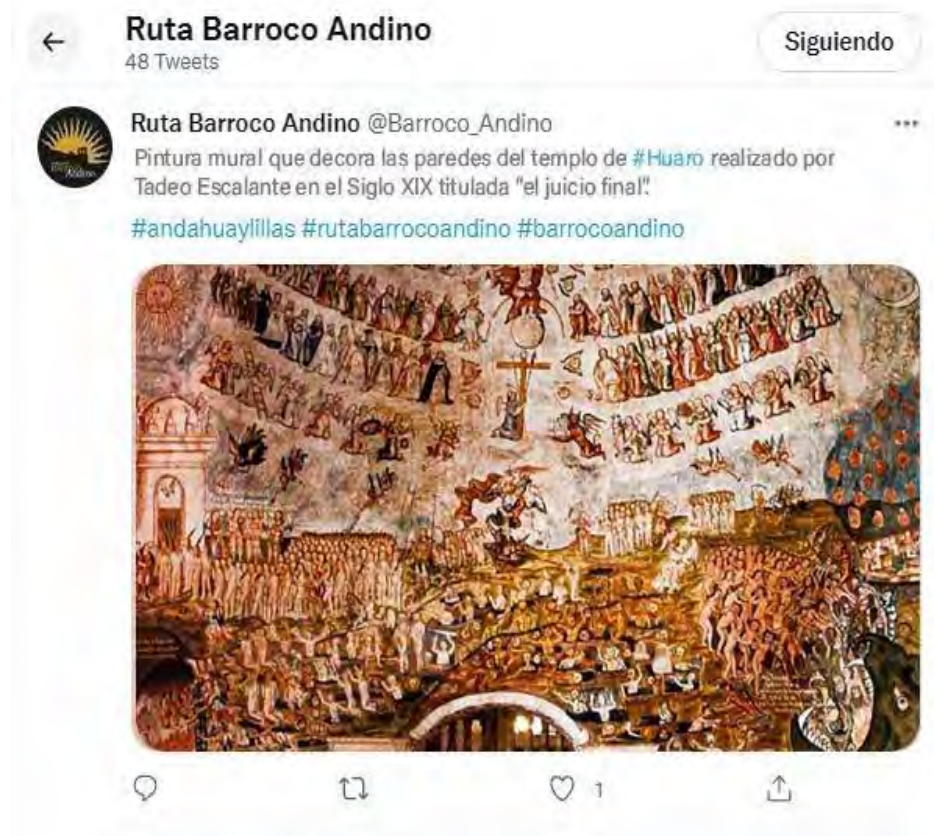 Ruta Barroco Andino
48 Tweets
Siguiendo
Ruta Barroco Andino @Barroco_Andino
Pintura mural que decora las paredes del templo de #Huaro realizado por
Tadeo Escalante en el Siglo XIX titulada "el juicio final".
#andahuaylillas #rutabarrocoandino #barrocoandino
1